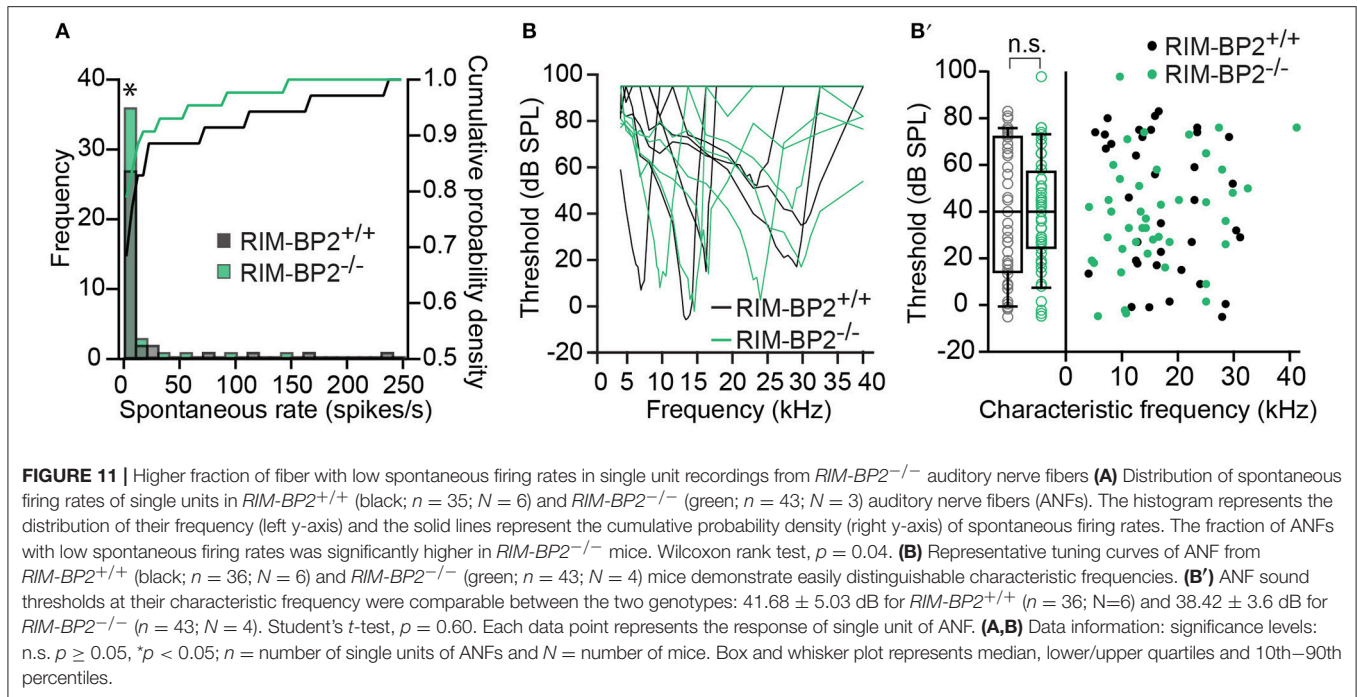 A
40
30
20
10
0
Frequency
*
1.0
0.9
0.8
0.7
0.6
0.5
Cumulative probability density
RIM-BP2+/+
RIM-BP2-/-
0 50 100 150 200 250
Spontaneous rate (spikes/s)
B
100
80
60
40
20
0
-20
Threshold (dB SPL)
RIM-BP2+/+
RIM-BP2-/-
0 5 10 15 20 25 30 35 40
Frequency (kHz)
B′
n.s.
RIM-BP2+/+
RIM-BP2-/-
100
80
60
40
20
0
-20
Threshold (dB SPL)
0 10 20 30 40
Characteristic frequency (kHz)
FIGURE 11 | Higher fraction of fiber with low spontaneous firing rates in single unit recordings from RIM-BP2−/− auditory nerve fibers (A) Distribution of spontaneous
firing rates of single units in RIM-BP2+/+ (black; n = 35; N = 6) and RIM-BP2−/− (green; n = 43; N = 3) auditory nerve fibers (ANFs). The histogram represents the
distribution of their frequency (left y-axis) and the solid lines represent the cumulative probability density (right y-axis) of spontaneous firing rates. The fraction of ANFs
with low spontaneous firing rates was significantly higher in RIM-BP2−/− mice. Wilcoxon rank test, p = 0.04. (B) Representative tuning curves of ANF from
RIM-BP2+/+ (black; n = 36; N = 6) and RIM-BP2−/− (green; n = 43; N = 4) mice demonstrate easily distinguishable characteristic frequencies. (B′) ANF sound
thresholds at their characteristic frequency were comparable between the two genotypes: 41.68 ± 5.03 dB for RIM-BP2+/+ (n = 36; N=6) and 38.42 ± 3.6 dB for
RIM-BP2−/− (n = 43; N = 4). Student's t-test, p = 0.60. Each data point represents the response of single unit of ANF. (A,B) Data information: significance levels:
n.s. p ≥ 0.05, *p < 0.05; n = number of single units of ANFs and N = number of mice. Box and whisker plot represents median, lower/upper quartiles and 10th–90th
percentiles.